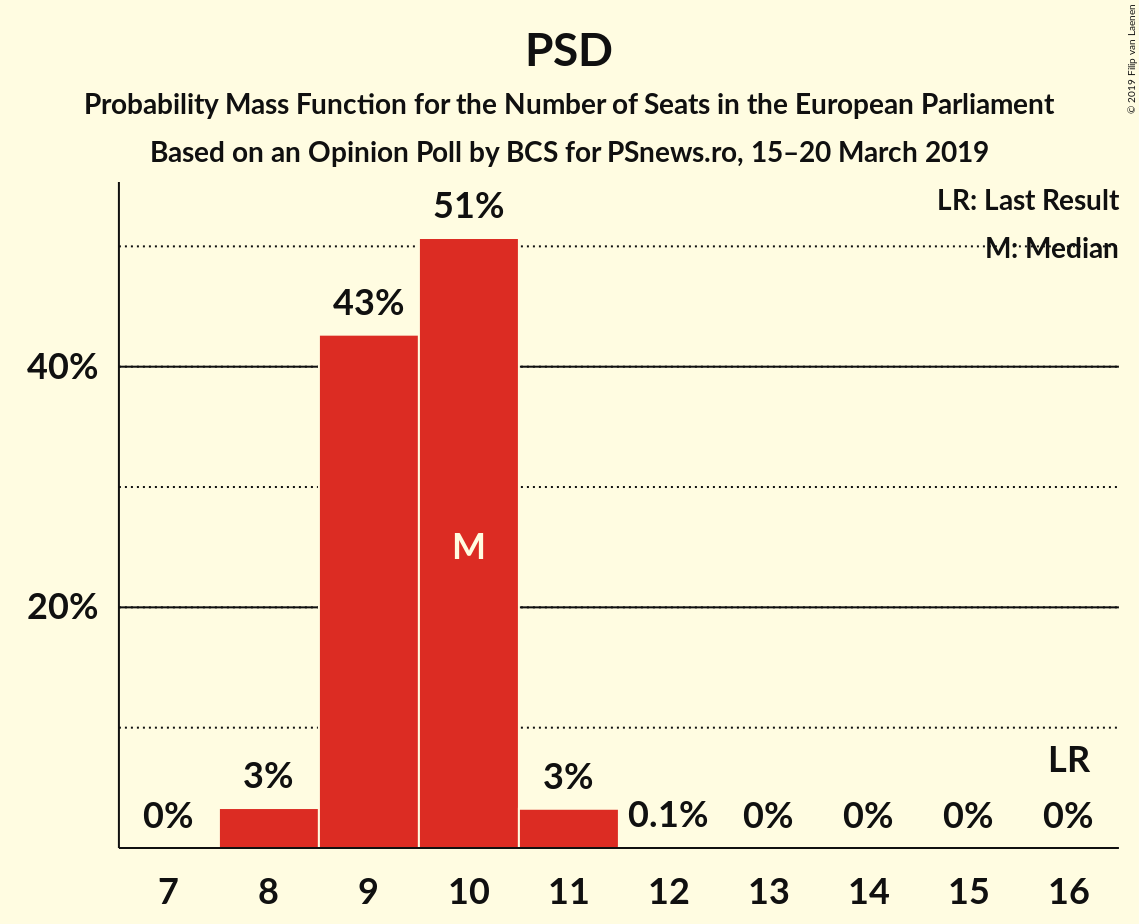 PSD
Probability Mass Function for the Number of Seats in the European Parliament
Based on an Opinion Poll by BCS for PSnews.ro, 15–20 March 2019
© 2019 Filip van Laenen
LR: Last Result
M: Median
51%
43%
40%
M
20%
3%
3%
LR
0%
0.1%
0%
0%
0%
0%
7 8 9 10 11 12 13 14 15 16